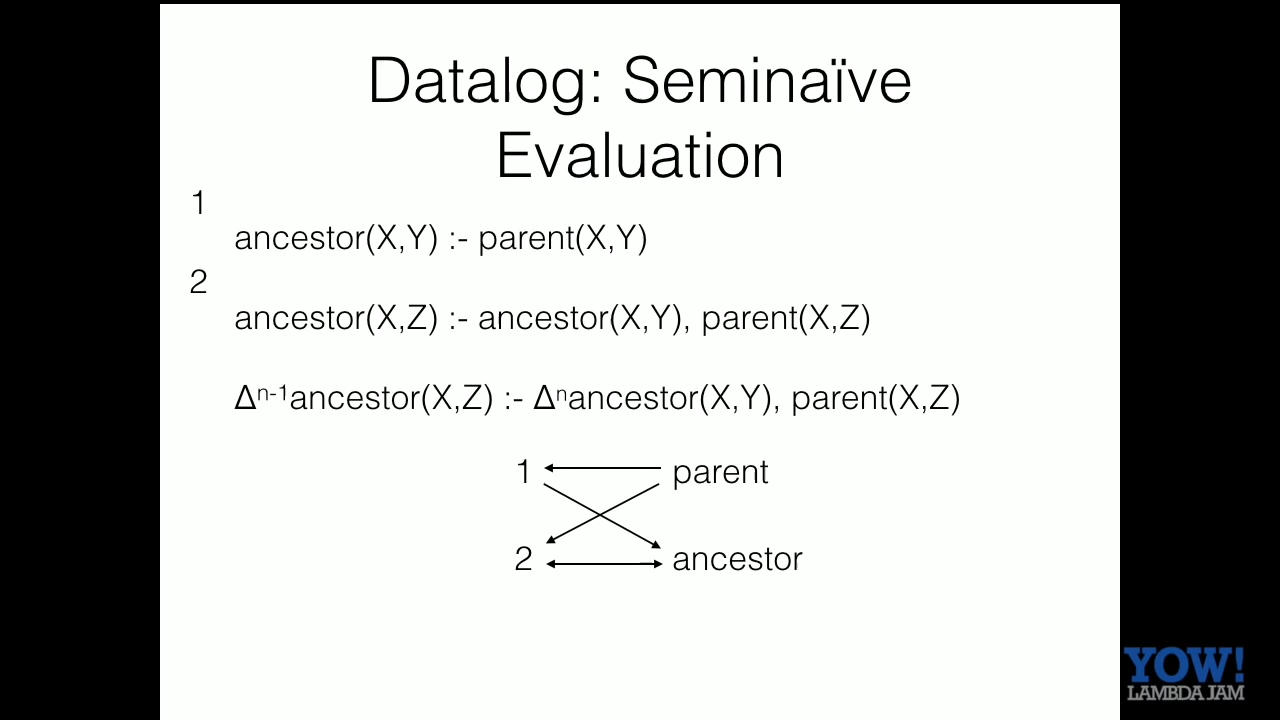 Datalog: Seminaïve
Evaluation
1
ancestor(X,Y) :- parent(X,Y)
2
ancestor(X,Z) :- ancestor(X,Y), parent(X,Z)
Δⁿ⁻¹ancestor(X,Z) :- Δⁿancestor(X,Y), parent(X,Z)
1 parent
2 ancestor
YOW!
LAMBDA JAM